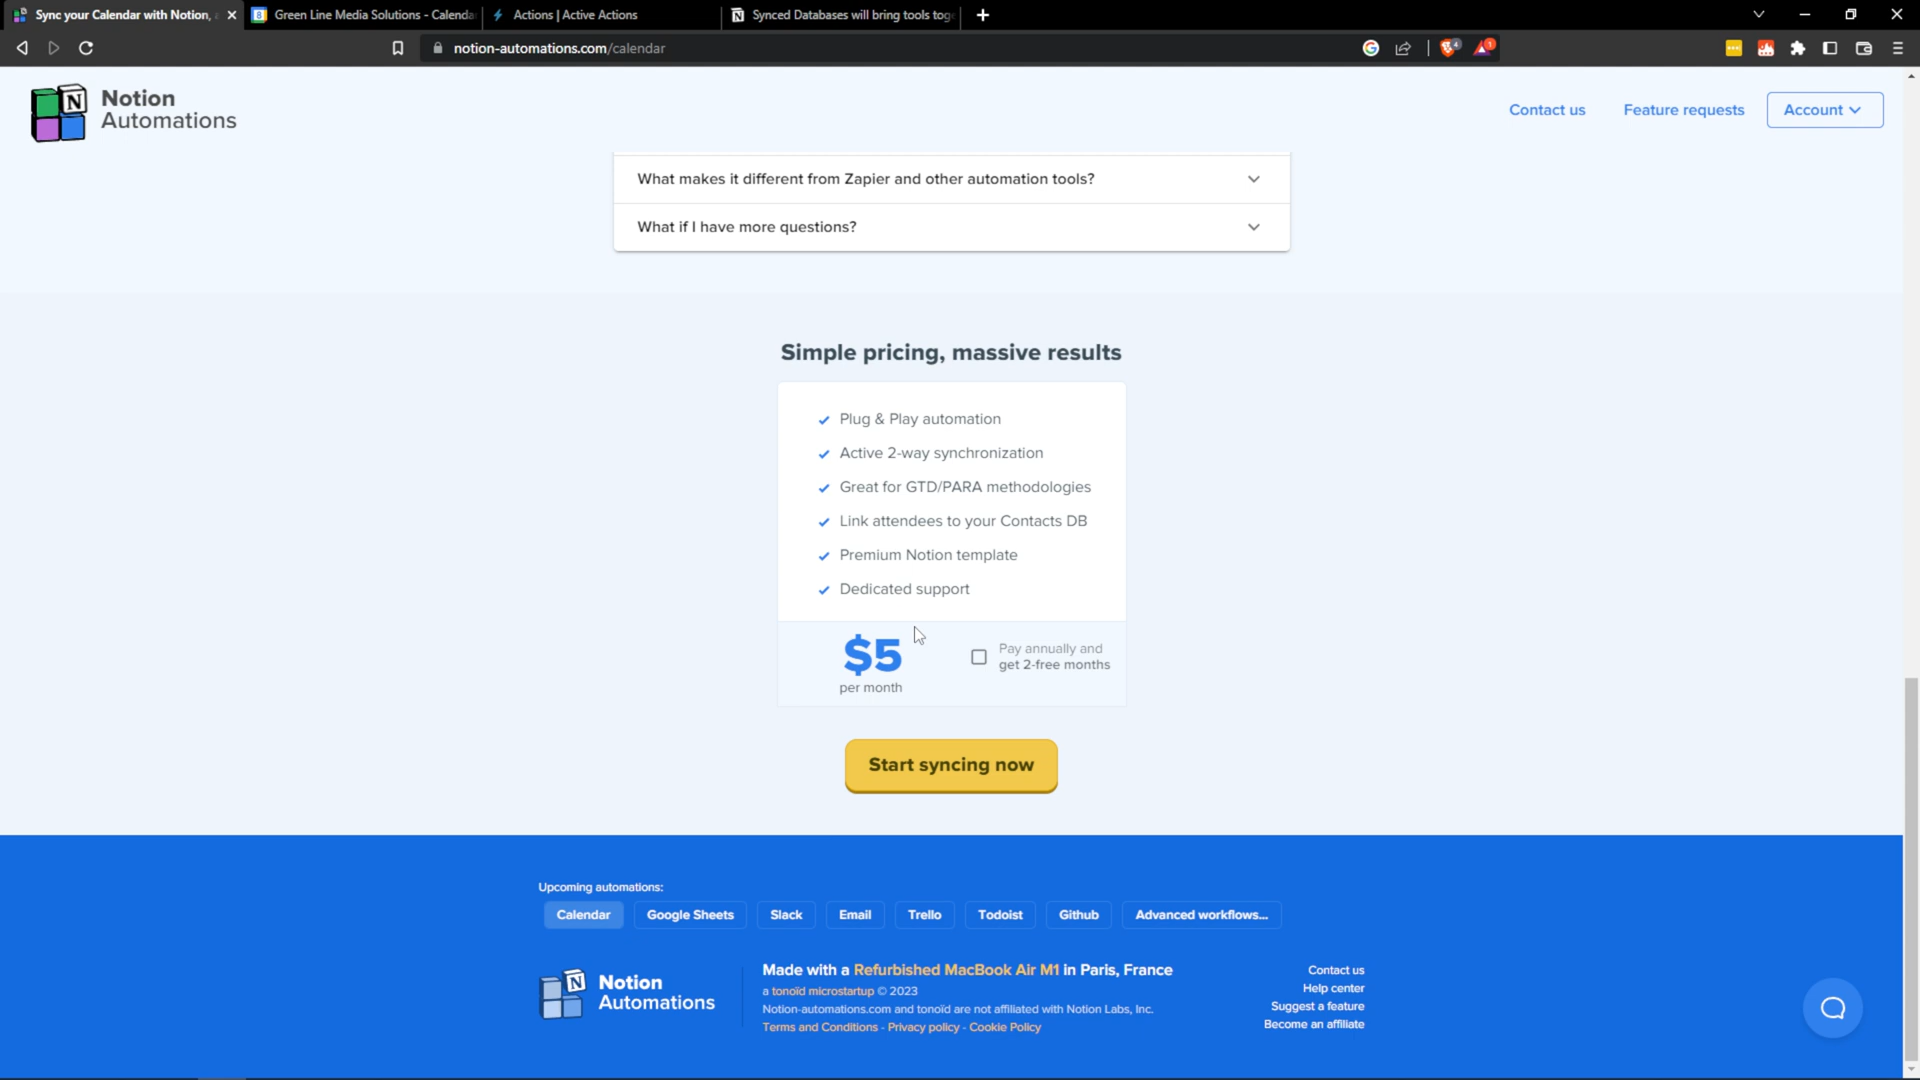 Sync your Calendar with Notion,
Green Line Media Solutions - Calenda
Actions | Active Actions
Synced Databases will bring tools tog
notion-automations.com/calendar
Notion
Automations
Contact us
Feature requests
Account
What makes it different from Zapier and other automation tools?
What if I have more questions?
Simple pricing, massive results
Plug & Play automation
Active 2-way synchronization
Great for GTD/PARA methodologies
Link attendees to your Contacts DB
Premium Notion template
Dedicated support
$5
per month
Pay annually and
get 2-free months
Start syncing now
Upcoming automations:
Calendar
Google Sheets
Slack
Email
Trello
Todoist
Github
Advanced workflows...
Notion
Automations
Made with a Refurbished MacBook Air M1 in Paris, France
a tonoïd microstartup © 2023
Notion-automations.com and tonoïd are not affiliated with Notion Labs, Inc.
Terms and Conditions - Privacy policy - Cookie Policy
Contact us
Help center
Suggest a feature
Become an affiliate